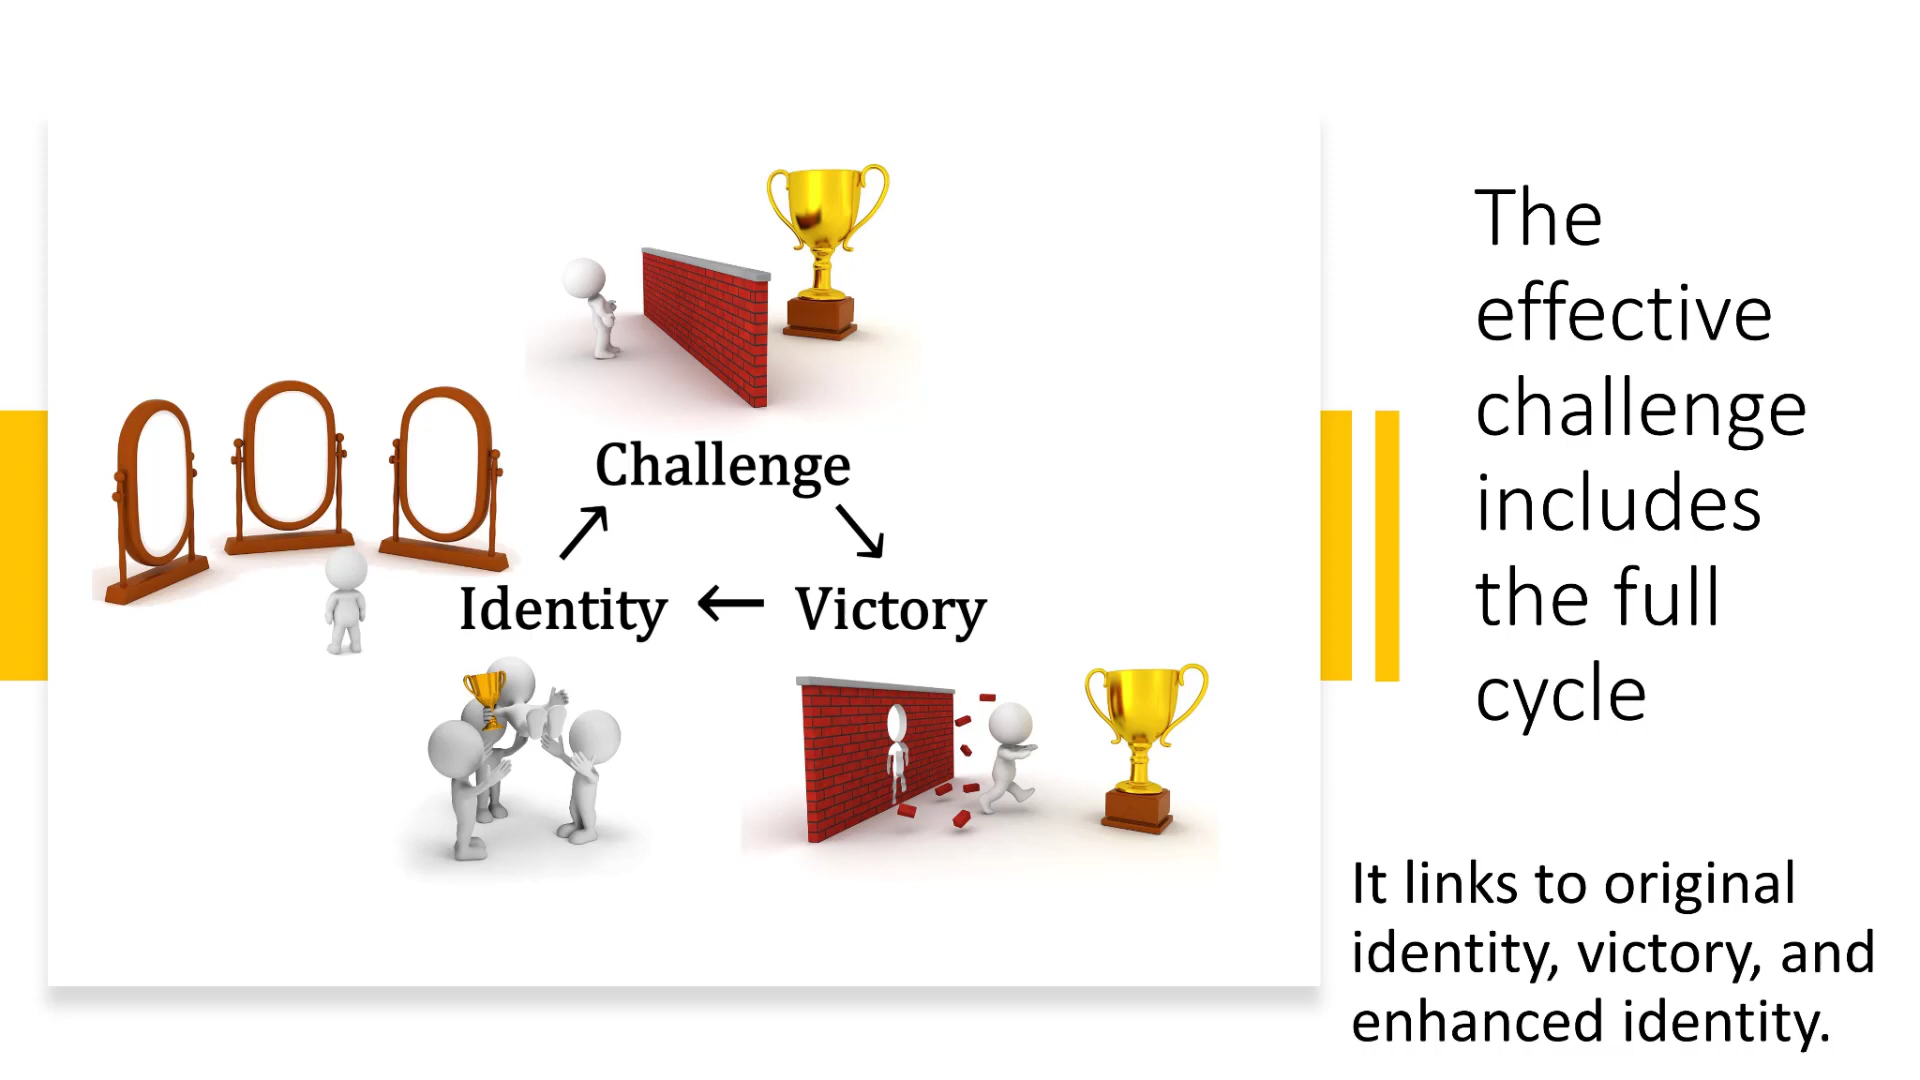 Challenge
Identity
Victory
The
effective
challenge
includes
the full
cycle
It links to original
identity, victory, and
enhanced identity.